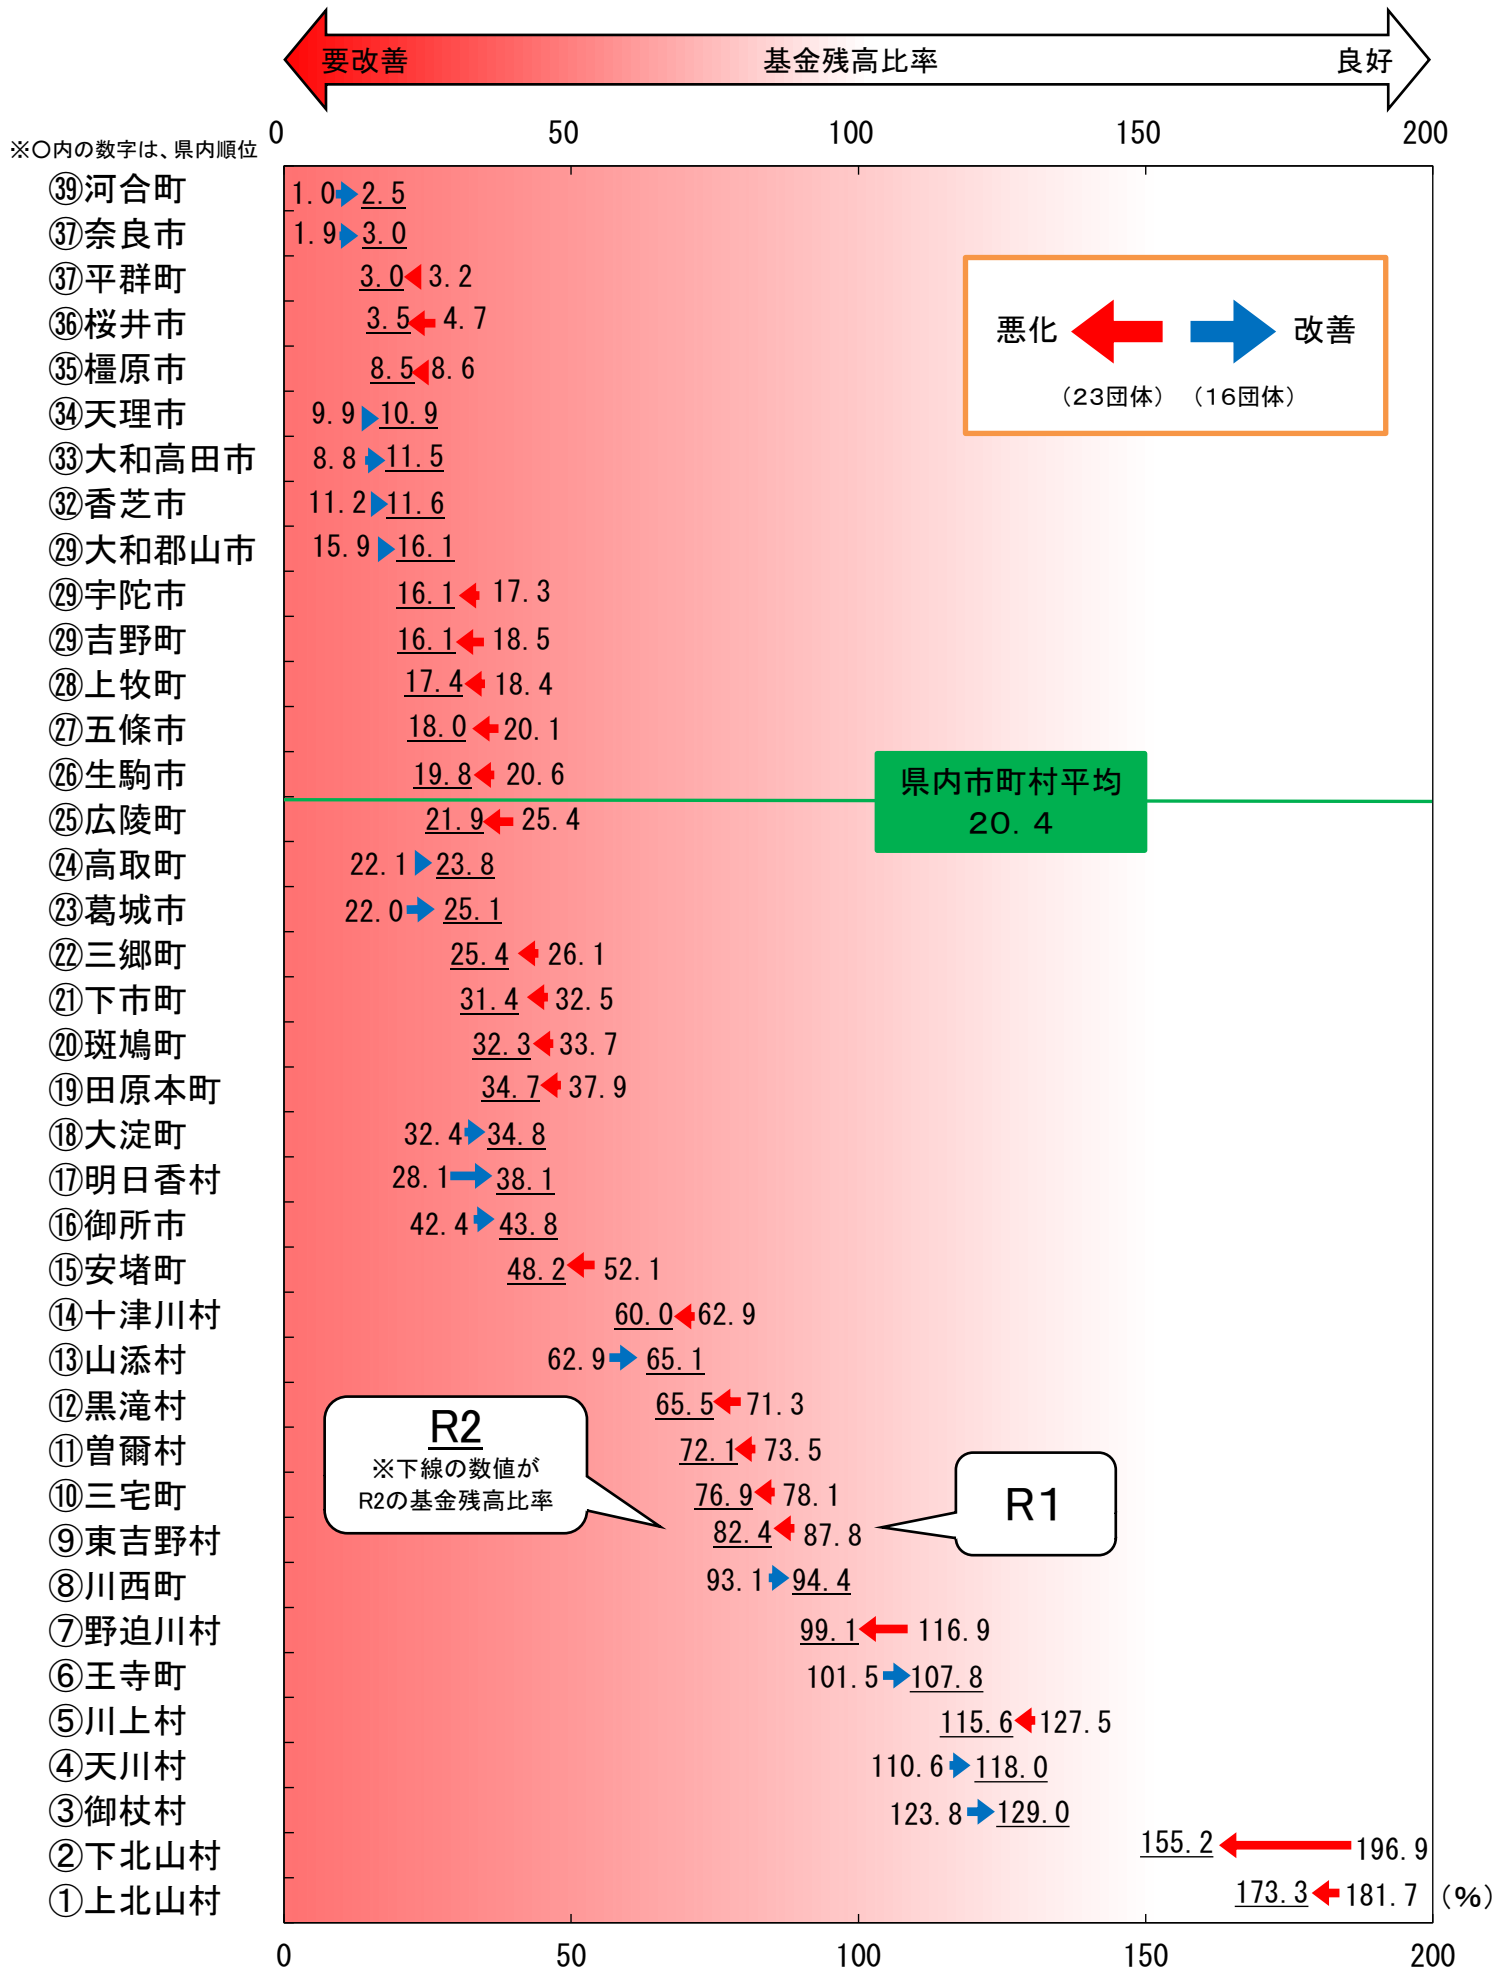 要改善 基金残高比率 良好
0 50 100 150 200
※〇内の数字は、県内順位
㊴河合町 1.0 2.5
㊲奈良市 1.9 3.0
㊲平群町 3.0 3.2
㊱桜井市 3.5 4.7
㉟橿原市 8.5 8.6
悪化 改善
（23団体）（16団体）
㉞天理市 9.9 10.9
㉝大和高田市 8.8 11.5
㉜香芝市 11.2 11.6
㉙大和郡山市 15.9 16.1
㉙宇陀市 16.1 17.3
㉙吉野町 16.1 18.5
㉘上牧町 17.4 18.4
㉗五條市 18.0 20.1
㉖生駒市 19.8 20.6
県内市町村平均
20.4
㉕広陵町 21.9 25.4
㉔高取町 22.1 23.8
㉓葛城市 22.0 25.1
㉒三郷町 25.4 26.1
㉑下市町 31.4 32.5
⑳斑鳩町 32.3 33.7
⑲田原本町 34.7 37.9
⑱大淀町 32.4 34.8
⑰明日香村 28.1 38.1
⑯御所市 42.4 43.8
⑮安堵町 48.2 52.1
⑭十津川村 60.0 62.9
⑬山添村 62.9 65.1
⑫黒滝村 65.5 71.3
R2
※下線の数値が
R2の基金残高比率
⑪曽爾村 72.1 73.5
⑩三宅町 76.9 78.1
R1
⑨東吉野村 82.4 87.8
⑧川西町 93.1 94.4
⑦野迫川村 99.1 116.9
⑥王寺町 101.5 107.8
⑤川上村 115.6 127.5
④天川村 110.6 118.0
③御杖村 123.8 129.0
②下北山村 155.2 196.9
①上北山村 173.3 181.7 (%)
0 50 100 150 200